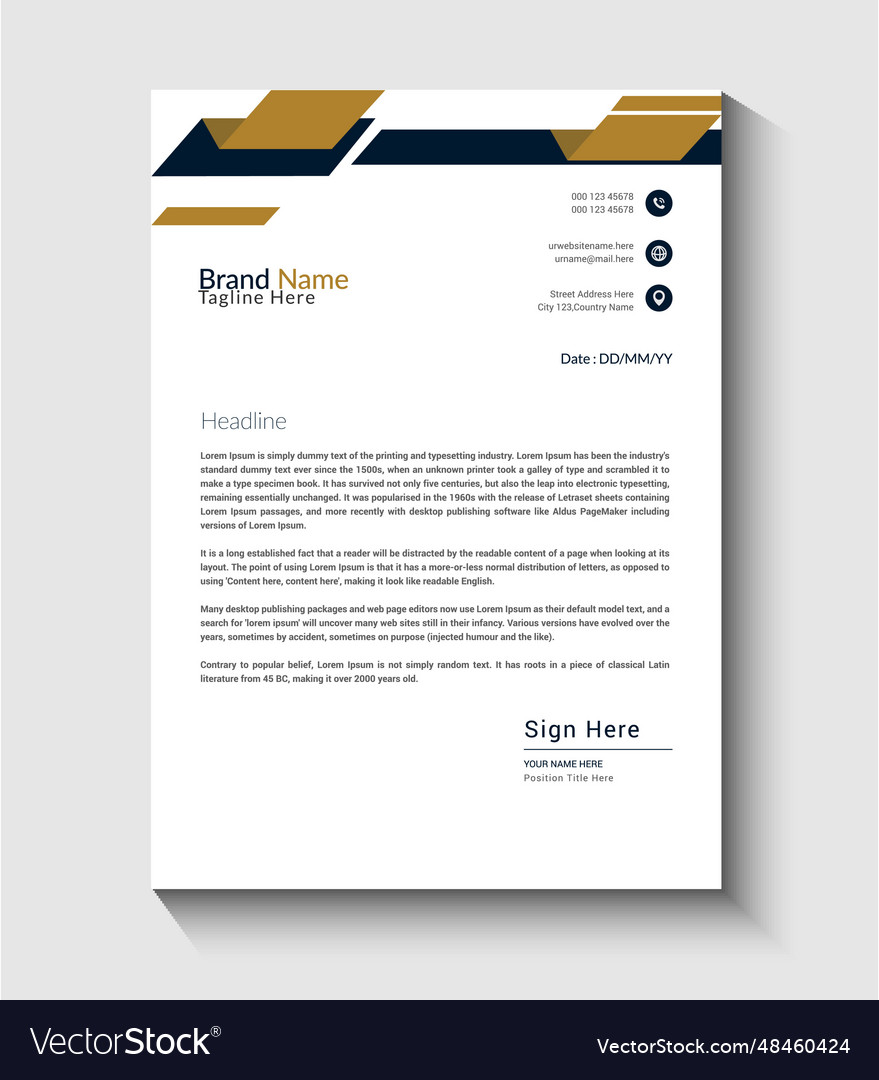 000 123 45678
000 123 45678
urwebsitename.here
urname@mail.here
Brand Name
Tagline Here
Street Address Here
City 123,Country Name
Date : DD/MM/YY
Headline
Lorem Ipsum is simply dummy text of the printing and typesetting industry. Lorem Ipsum has been the industry's
standard dummy text ever since the 1500s, when an unknown printer took a galley of type and scrambled it to
make a type specimen book. It has survived not only five centuries, but also the leap into electronic typesetting,
remaining essentially unchanged. It was popularised in the 1960s with the release of Letraset sheets containing
Lorem Ipsum passages, and more recently with desktop publishing software like Aldus PageMaker including
versions of Lorem Ipsum.
It is a long established fact that a reader will be distracted by the readable content of a page when looking at its
layout. The point of using Lorem Ipsum is that it has a more-or-less normal distribution of letters, as opposed to
using 'Content here, content here', making it look like readable English.
Many desktop publishing packages and web page editors now use Lorem Ipsum as their default model text, and a
search for 'lorem ipsum' will uncover many web sites still in their infancy. Various versions have evolved over the
years, sometimes by accident, sometimes on purpose (injected humour and the like).
Contrary to popular belief, Lorem Ipsum is not simply random text. It has roots in a piece of classical Latin
literature from 45 BC, making it over 2000 years old.
Sign Here
YOUR NAME HERE
Position Title Here
VectorStock®
VectorStock.com/48460424